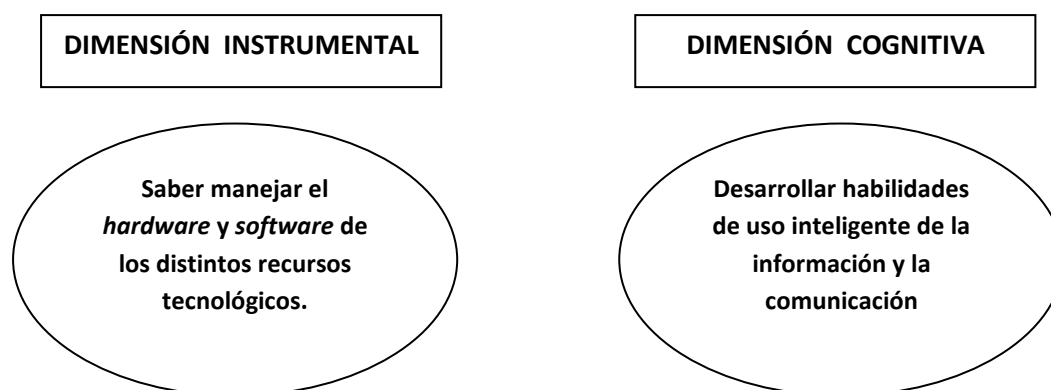 DIMENSIÓN INSTRUMENTAL
DIMENSIÓN COGNITIVA
Saber manejar el
hardware y software de
los distintos recursos
tecnológicos.
Desarrollar habilidades
de uso inteligente de la
información y la
comunicación